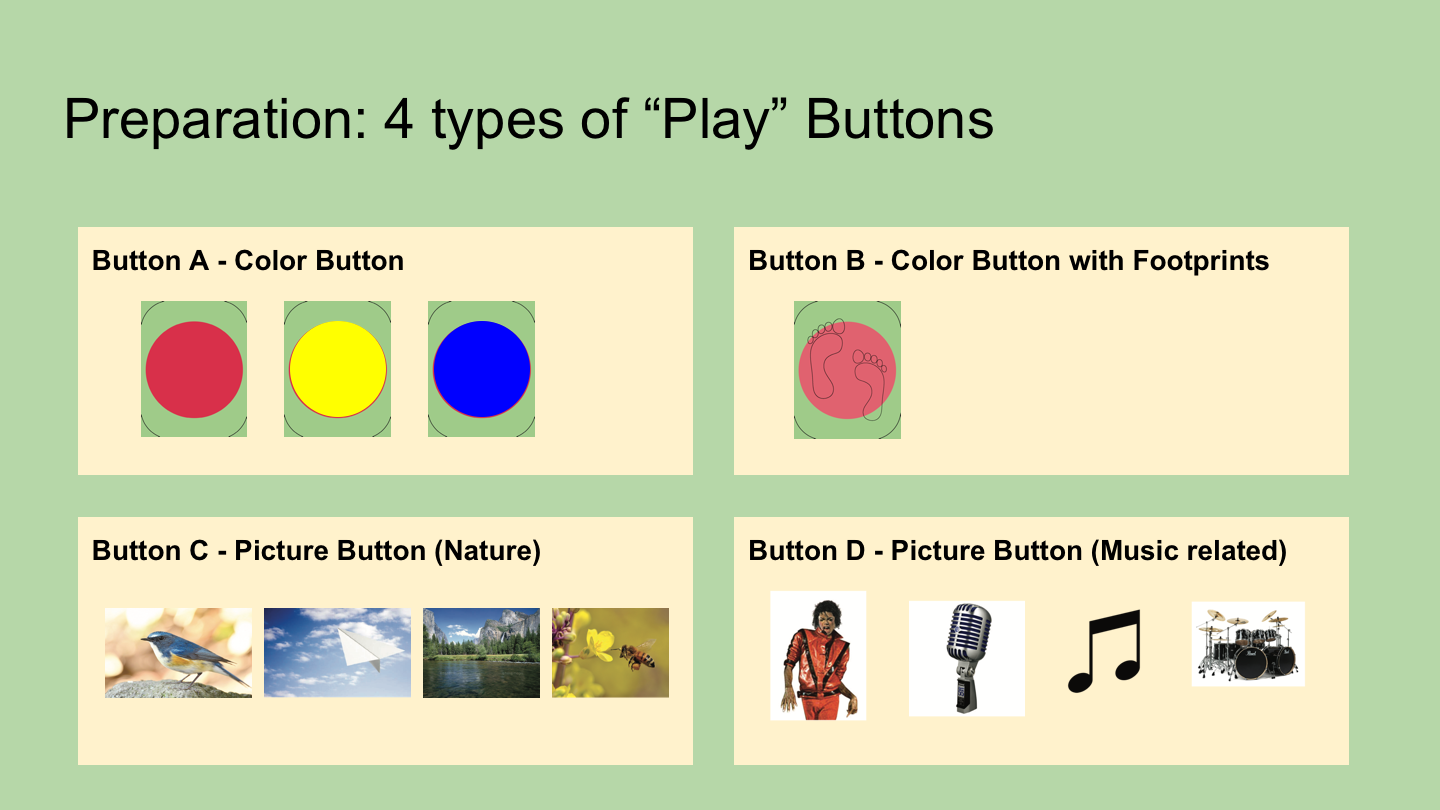 Preparation: 4 types of “Play” Buttons
Button A - Color Button
Button B - Color Button with Footprints
Button C - Picture Button (Nature)
Button D - Picture Button (Music related)